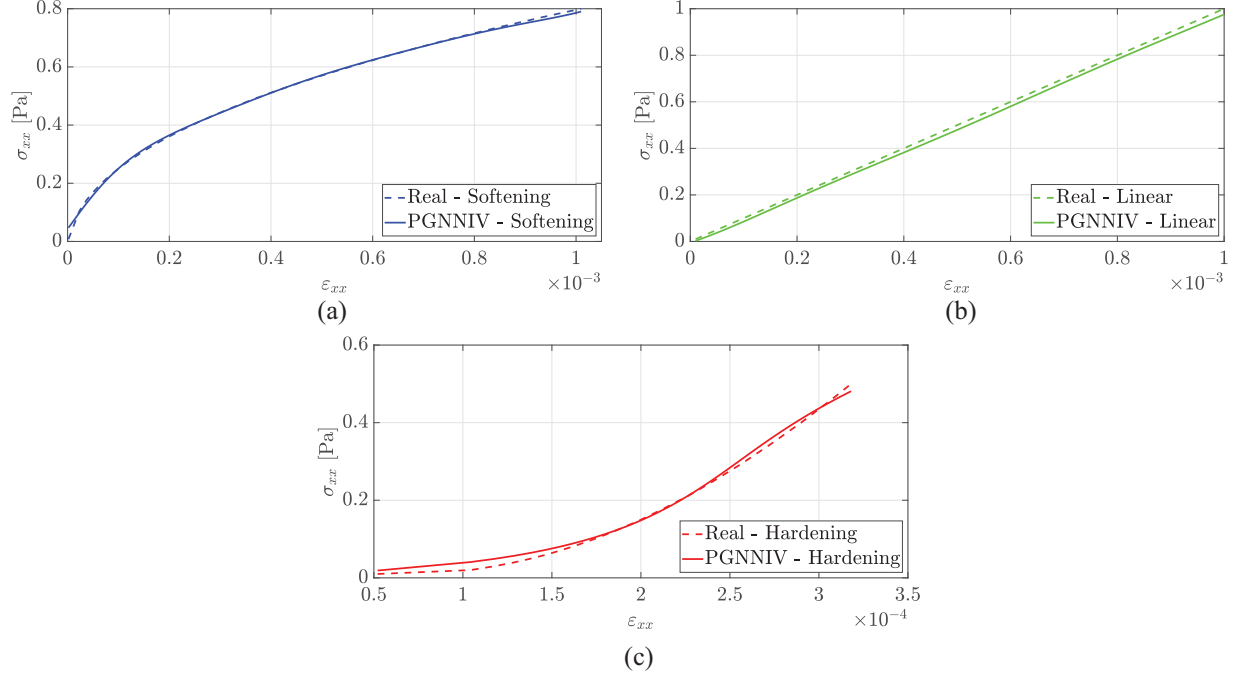 0.8
0.6
0.4
0.2
0
σxx [Pa]
0 0.2 0.4 0.6 0.8 1
εxx ×10⁻³
Real - Softening
PGNNIV - Softening
(a)
1
0.8
0.6
0.4
0.2
0
σxx [Pa]
0 0.2 0.4 0.6 0.8 1
εxx ×10⁻³
Real - Linear
PGNNIV - Linear
(b)
0.6
0.4
0.2
0
σxx [Pa]
0.5 1 1.5 2 2.5 3 3.5
εxx ×10⁻⁴
Real - Hardening
PGNNIV - Hardening
(c)